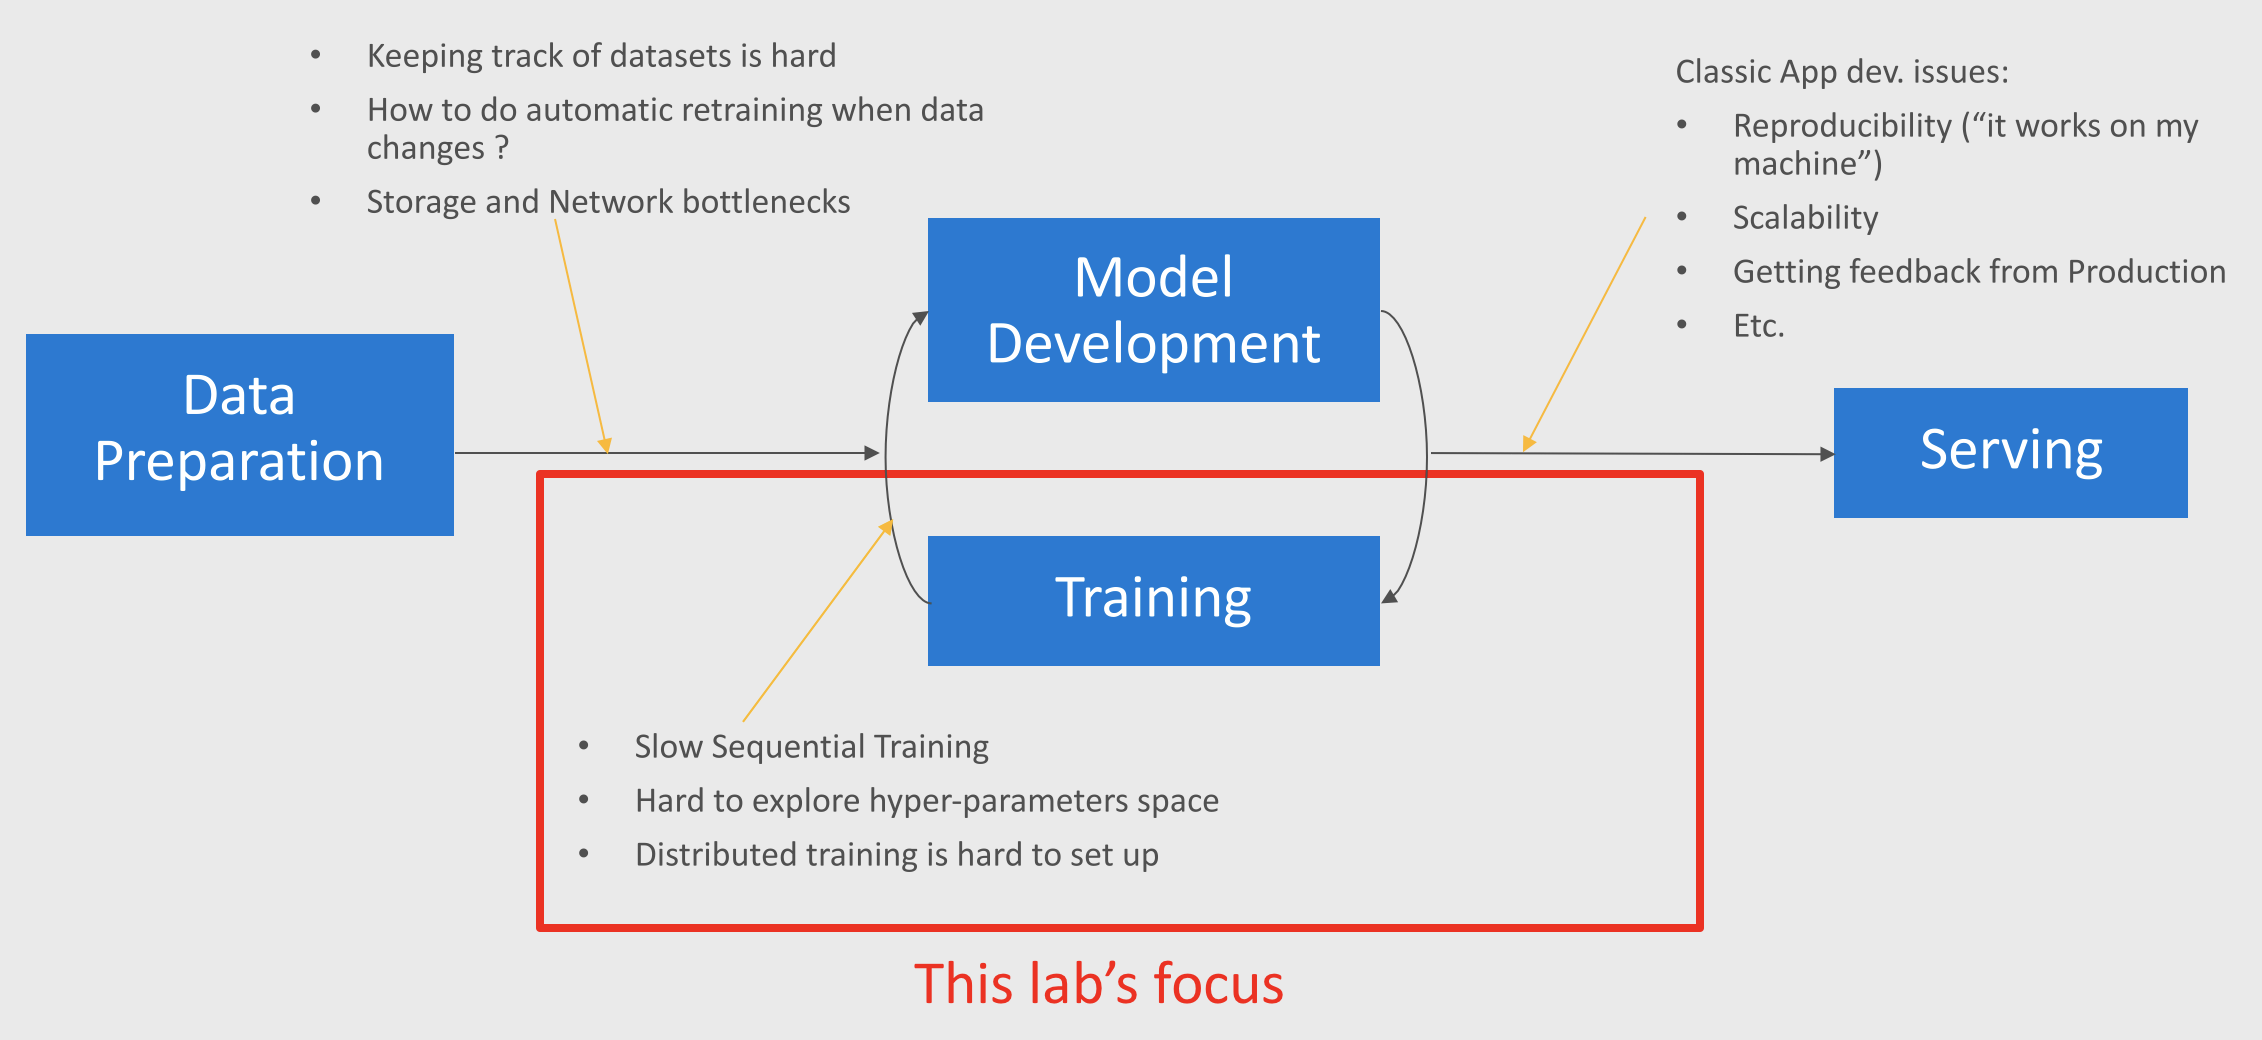 • Keeping track of datasets is hard
• How to do automatic retraining when data
changes ?
• Storage and Network bottlenecks
Classic App dev. issues:
• Reproducibility (“it works on my
machine”)
• Scalability
• Getting feedback from Production
• Etc.
Data
Preparation
Model
Development
Serving
Training
• Slow Sequential Training
• Hard to explore hyper-parameters space
• Distributed training is hard to set up
This lab’s focus